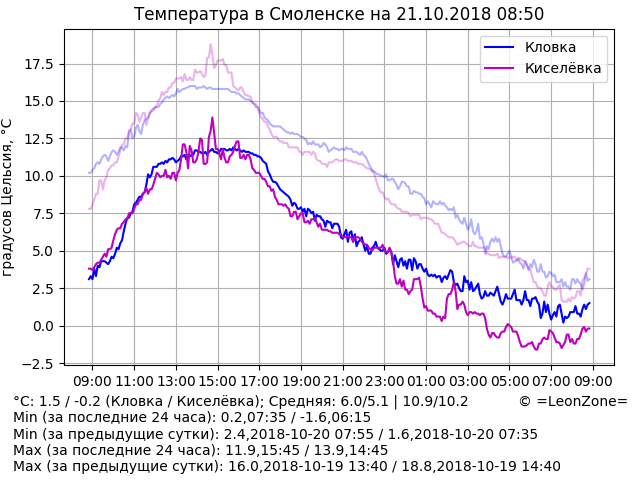 Температура в Смоленске на 21.10.2018 08:50
Кловка
Киселёвка
градусов Цельсия, °C
17.5
15.0
12.5
10.0
7.5
5.0
2.5
0.0
−2.5
09:00 11:00 13:00 15:00 17:00 19:00 21:00 23:00 01:00 03:00 05:00 07:00 09:00
°C: 1.5 / -0.2 (Кловка / Киселёвка); Средняя: 6.0/5.1 | 10.9/10.2 © =LeonZone=
Min (за последние 24 часа): 0.2,07:35 / -1.6,06:15
Min (за предыдущие сутки): 2.4,2018-10-20 07:55 / 1.6,2018-10-20 07:35
Max (за последние 24 часа): 11.9,15:45 / 13.9,14:45
Max (за предыдущие сутки): 16.0,2018-10-19 13:40 / 18.8,2018-10-19 14:40